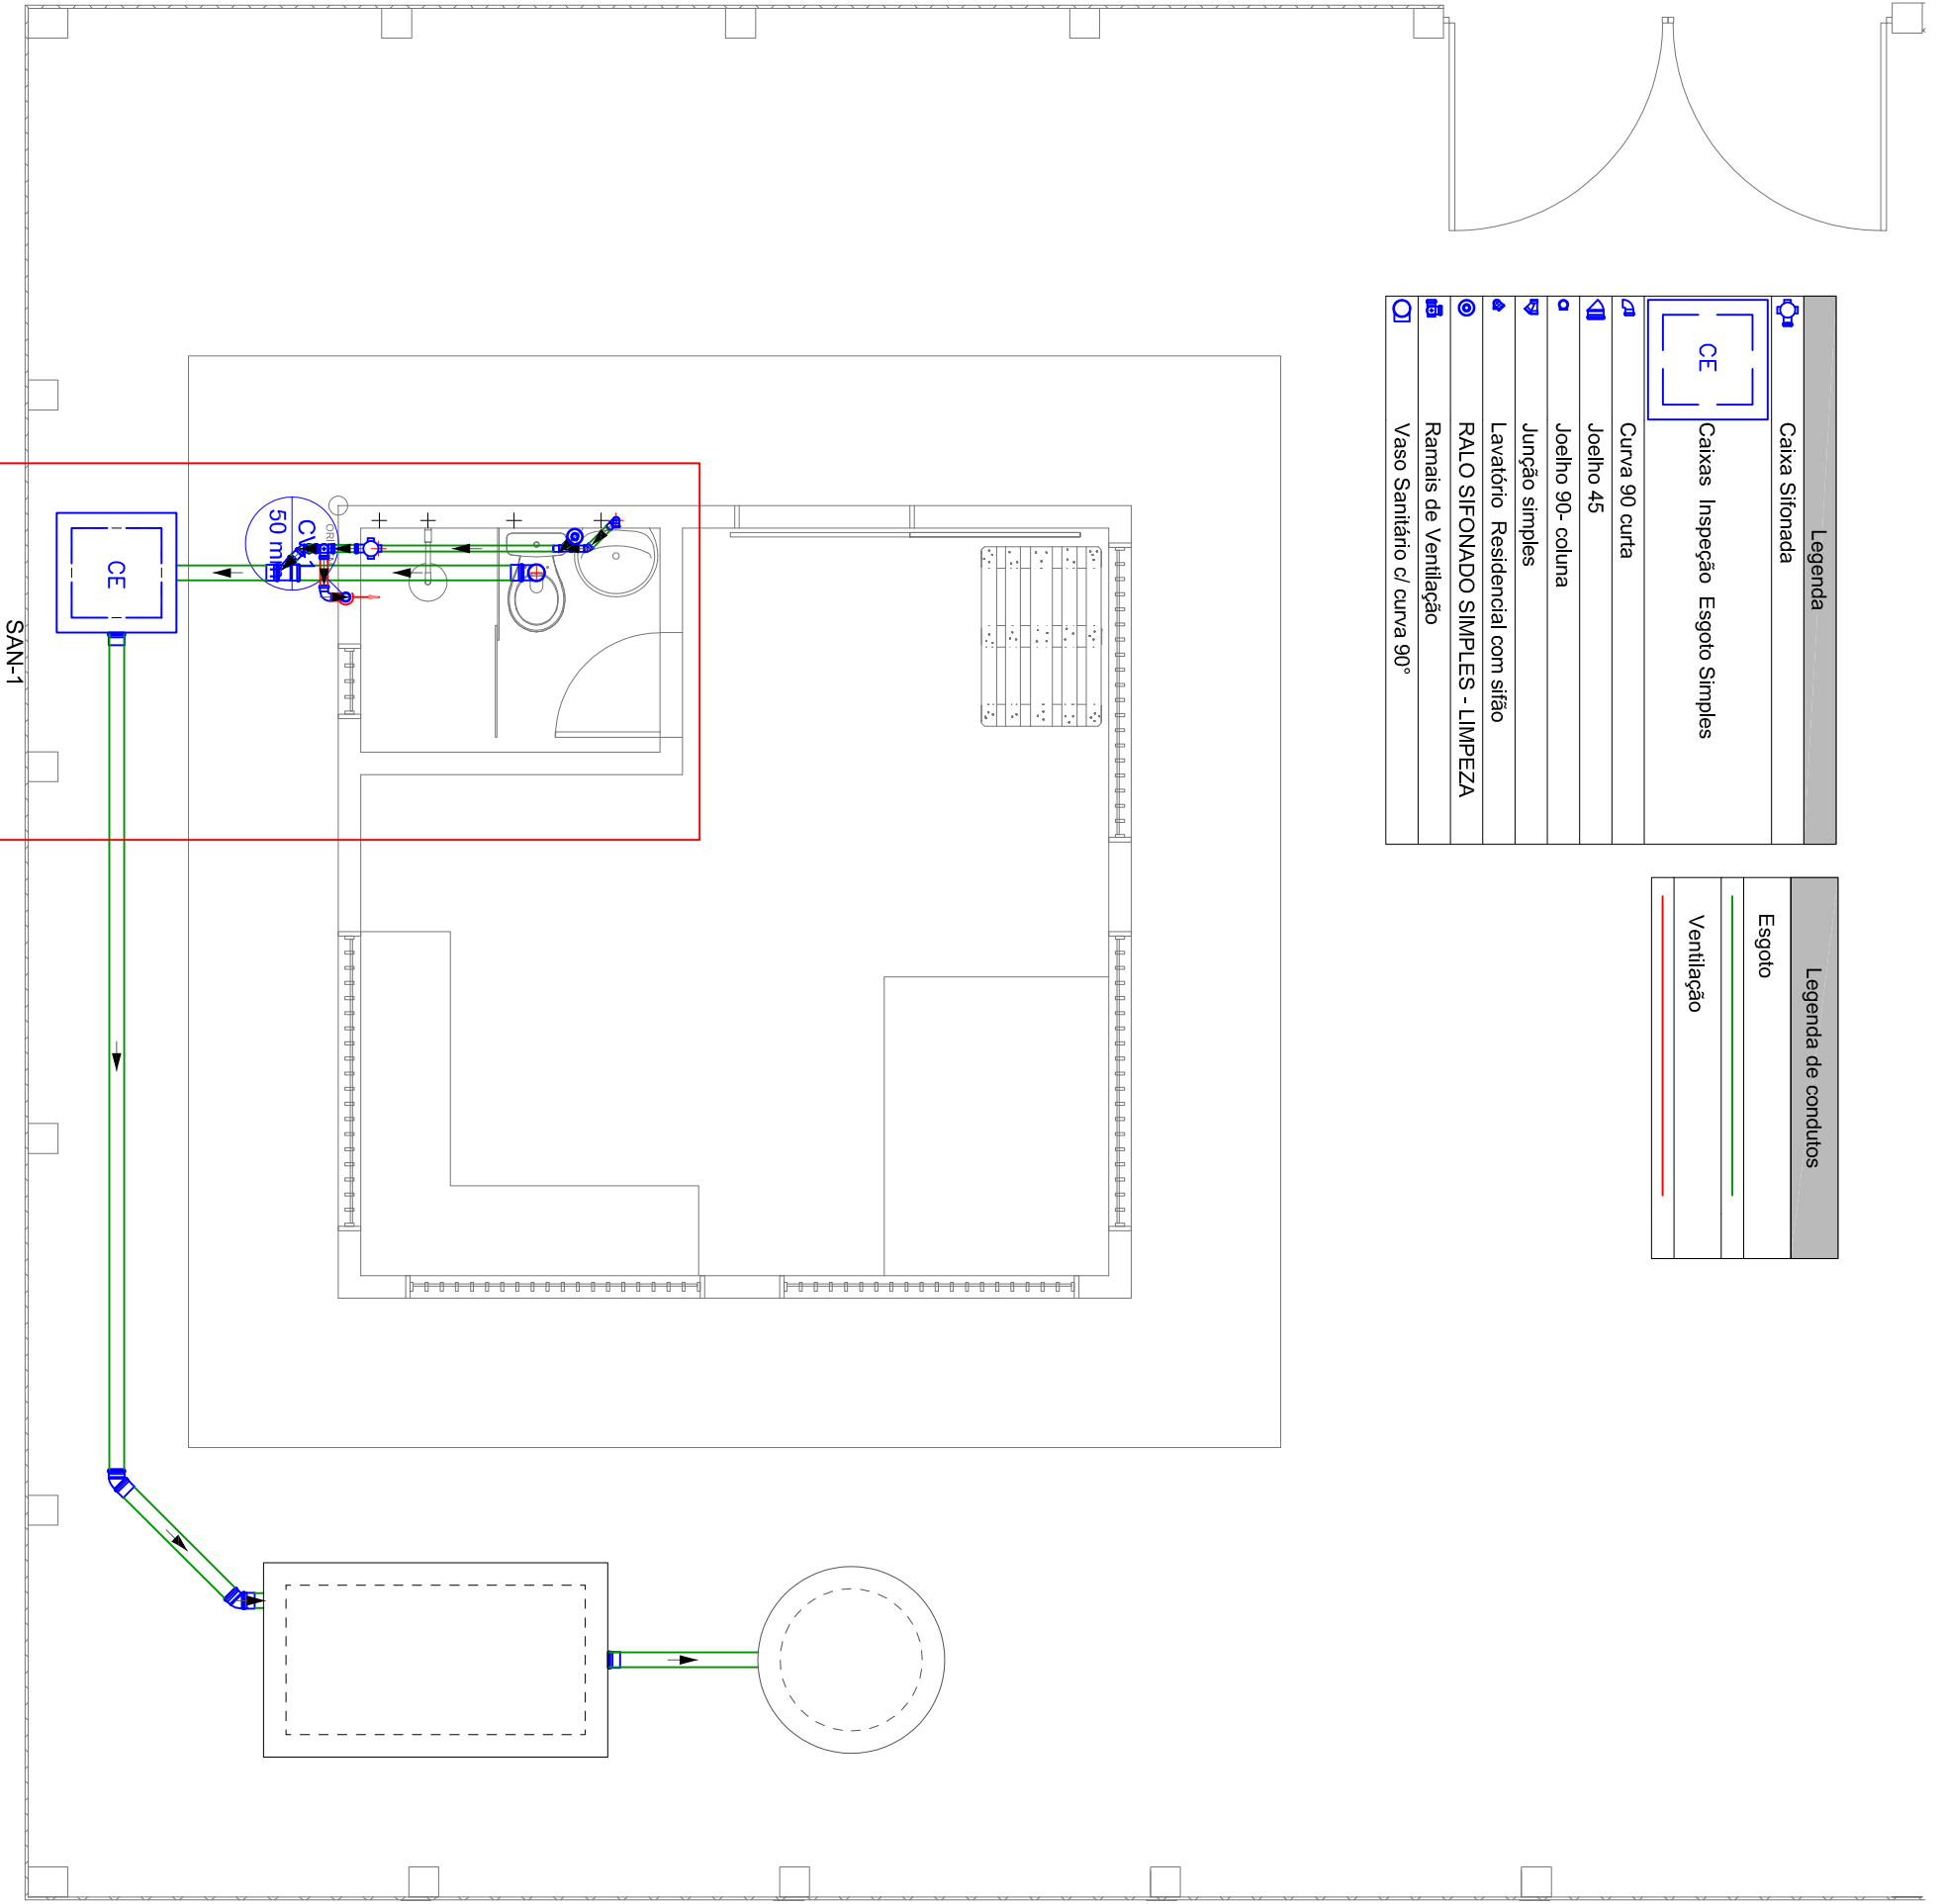 Legenda
Caixa Sifonada
CE
Caixas Inspeção Esgoto Simples
Curva 90 curta
Joelho 45
Joelho 90- coluna
Junção simples
Lavatório Residencial com sifão
RALO SIFONADO SIMPLES - LIMPEZA
Ramais de Ventilação
Vaso Sanitário c/ curva 90°
Legenda de condutos
Esgoto
Ventilação
50
CE
SAN-1